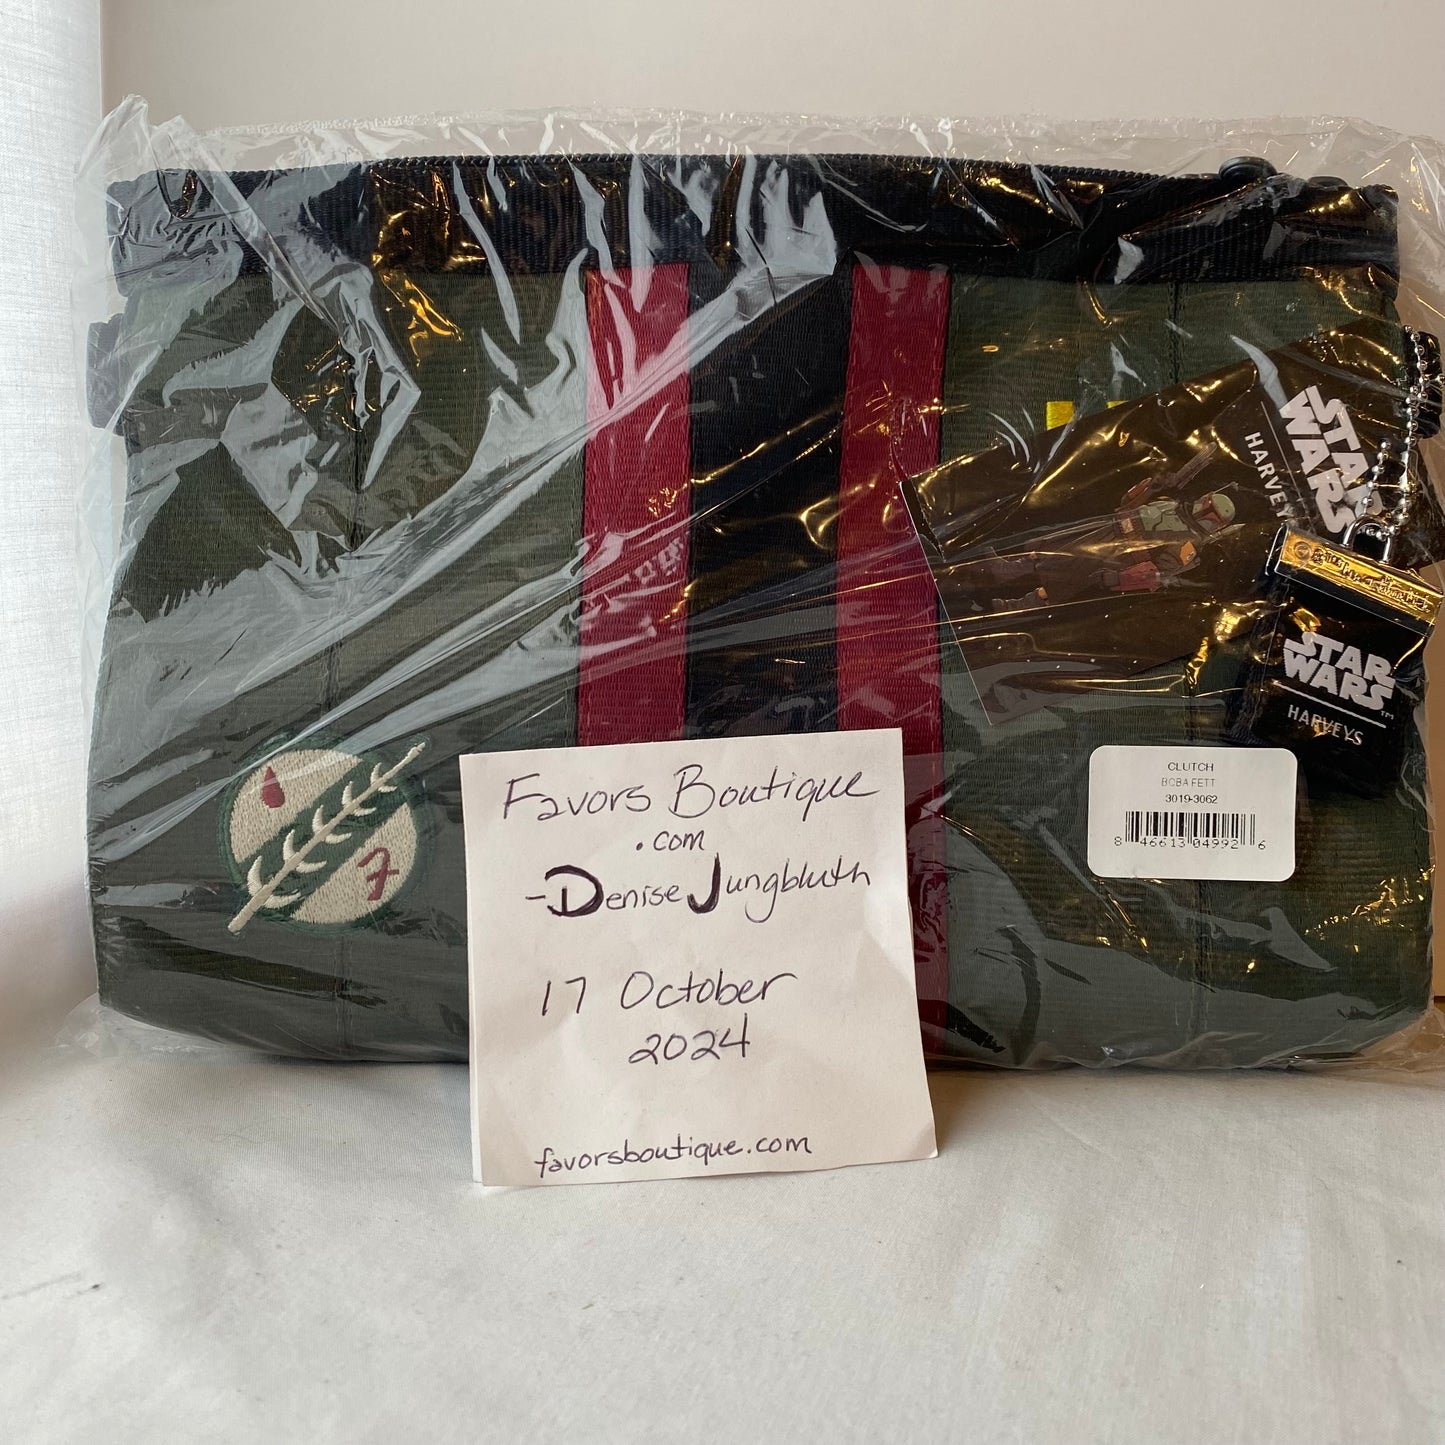 STAR
WARS
HARVEYS
STAR
WARS™
HARVEYS
CLUTCH
BOBA FETT
3019-3062
8 46613 04992 6
Favors Boutique
.com
-Denise Jungbluth
17 October
2024
favorsboutique.com